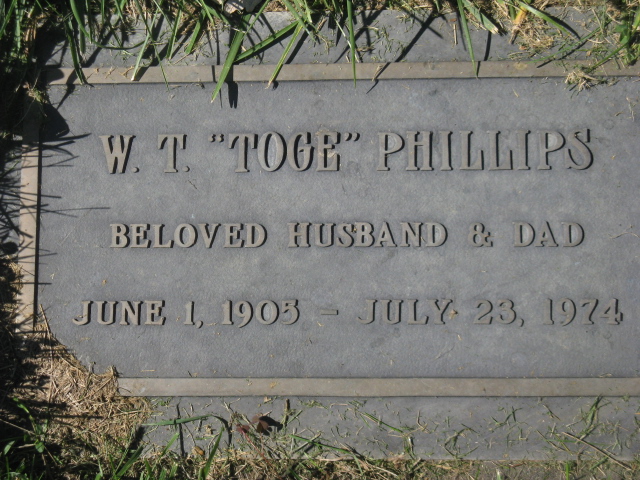 W. T. "TOGE" PHILLIPS
BELOVED HUSBAND & DAD
JUNE 1, 1905 - JULY 23, 1974